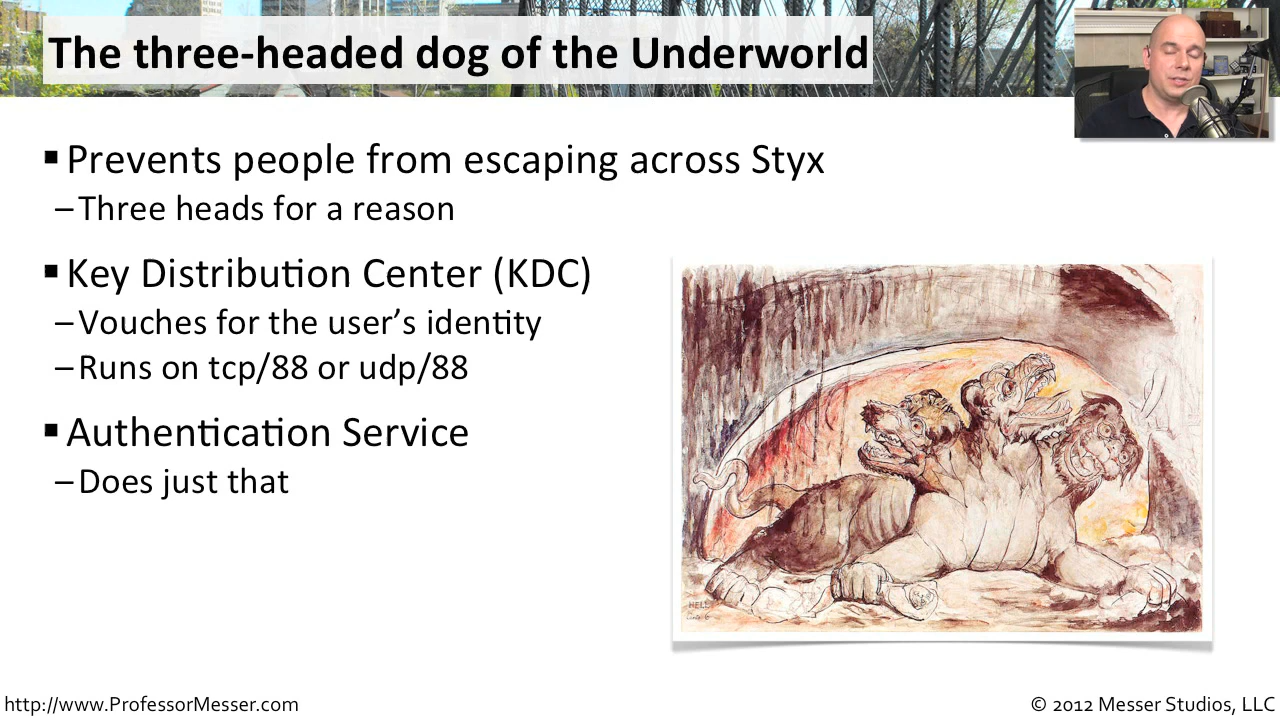 The three-headed dog of the Underworld
▪ Prevents people from escaping across Styx
– Three heads for a reason
▪ Key Distribution Center (KDC)
– Vouches for the user's identity
– Runs on tcp/88 or udp/88
▪ Authentication Service
– Does just that
HELL
http://www.ProfessorMesser.com
© 2012 Messer Studios, LLC